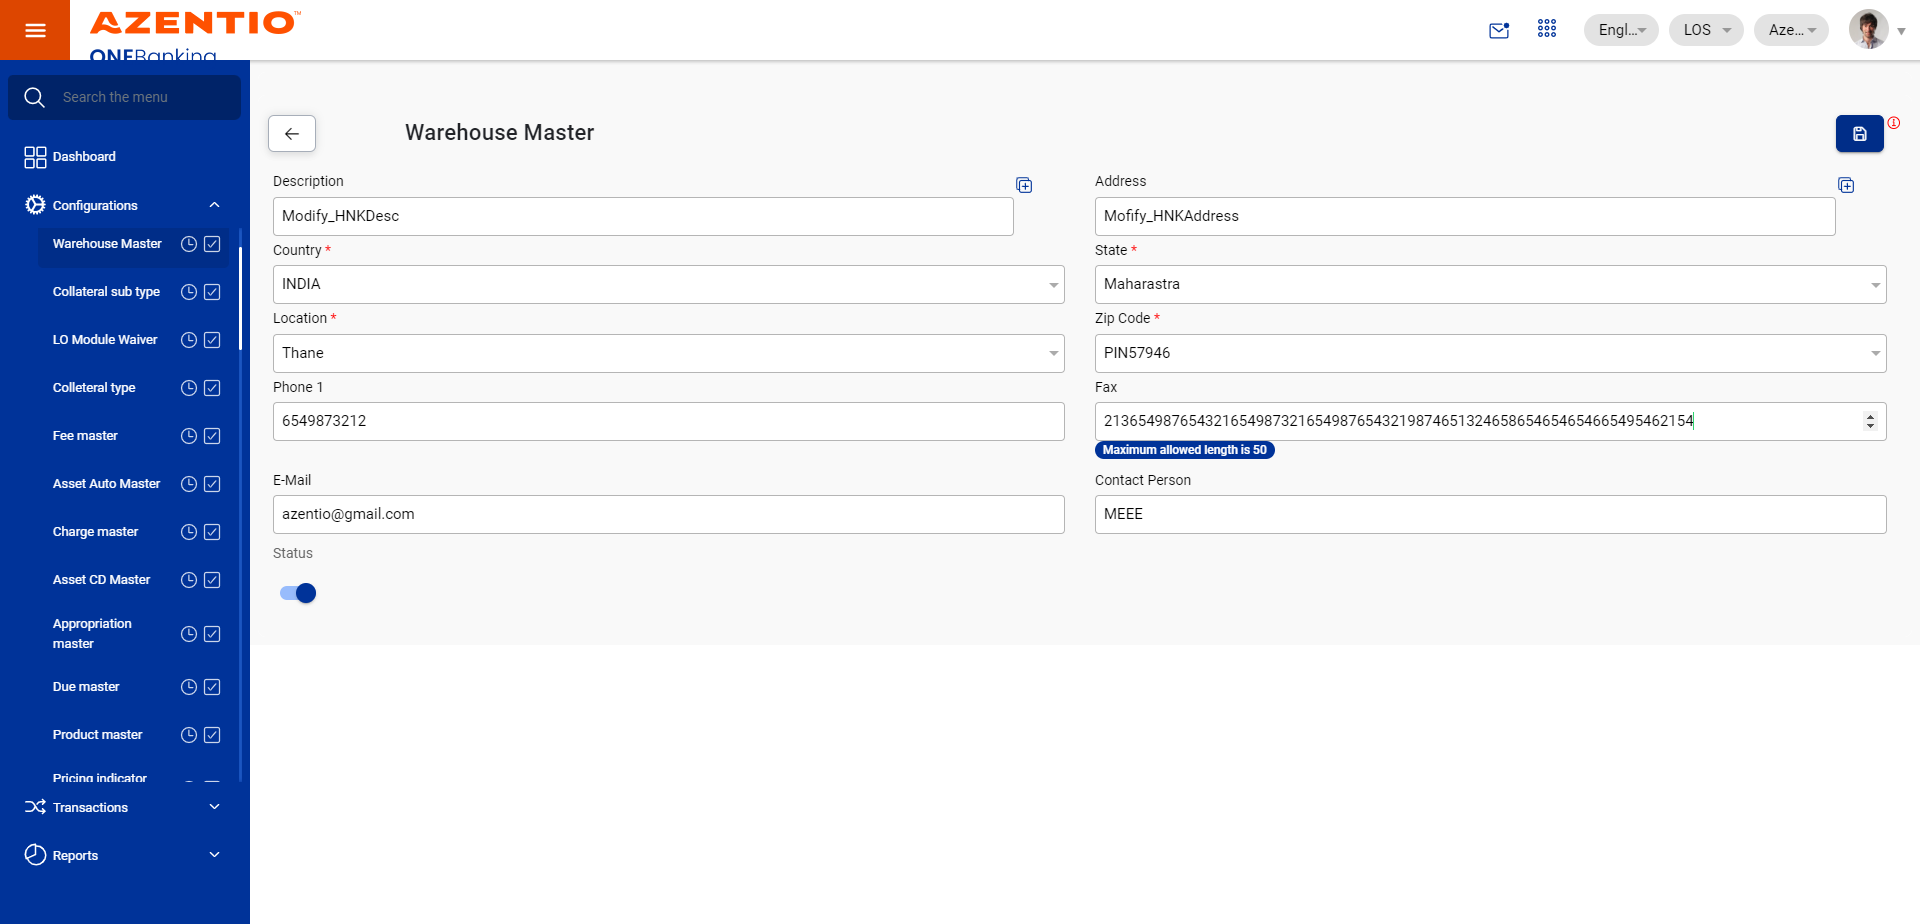 AZENTIO™
ONEBanking
Engl...
LOS
Aze...
Search the menu
Dashboard
Configurations
Warehouse Master
Collateral sub type
LO Module Waiver
Colleteral type
Fee master
Asset Auto Master
Charge master
Asset CD Master
Appropriation
master
Due master
Product master
Pricing indicator
Transactions
Reports
Warehouse Master
Description
Modify_HNKDesc
Address
Mofify_HNKAddress
Country *
INDIA
State *
Maharastra
Location *
Thane
Zip Code *
PIN57946
Phone 1
6549873212
Fax
213654987654321654987321654987654321987465132465865465465466549546​2154
Maximum allowed length is 50
E-Mail
azentio@gmail.com
Contact Person
MEEE
Status